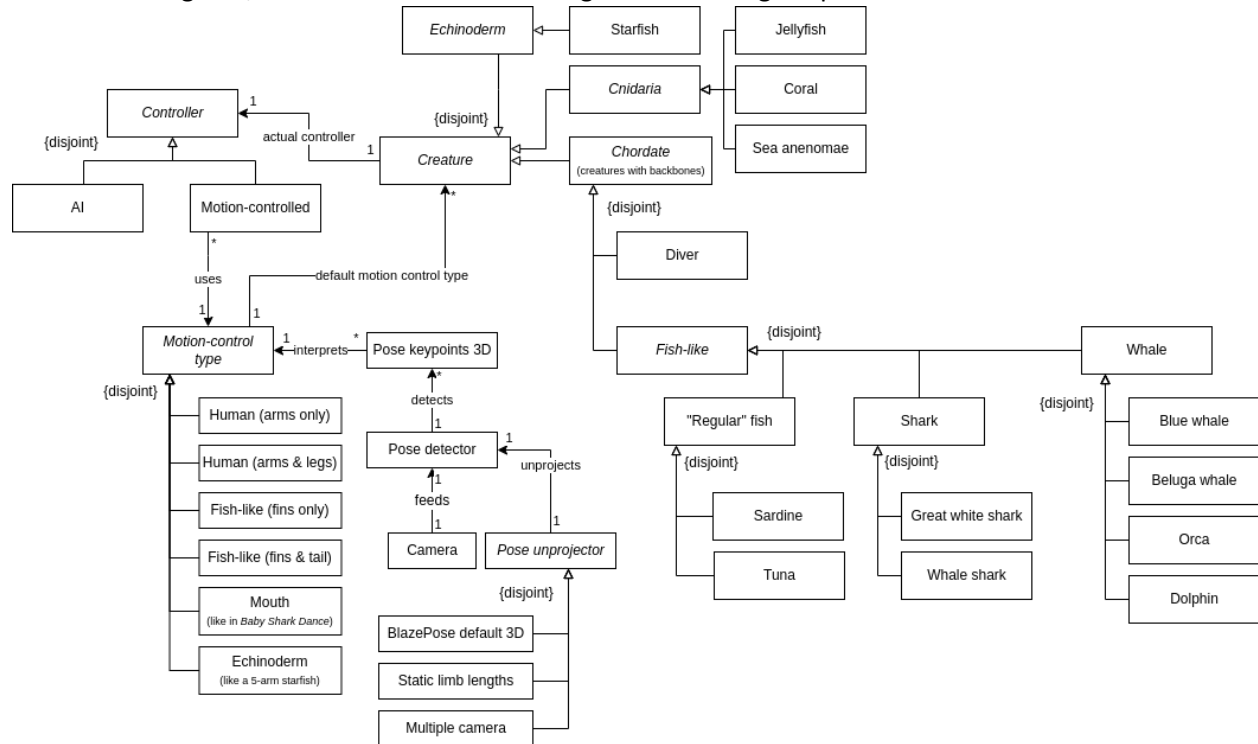 Echinoderm
Starfish
Jellyfish
Cnidaria
Coral
Controller
1
{disjoint}
{disjoint}
actual controller
1
Creature
Chordate
(creatures with backbones)
Sea anenomae
AI
Motion-controlled
*
{disjoint}
*
Diver
uses
default motion control type
1
1
Motion-control
type
1
interprets
*
Pose keypoints 3D
Fish-like
{disjoint}
Whale
{disjoint}
*
detects
{disjoint}
Human (arms only)
1
"Regular" fish
Shark
Blue whale
Pose detector
1
unprojects
Human (arms & legs)
{disjoint}
{disjoint}
1
Beluga whale
feeds
Fish-like (fins only)
1
1
Sardine
Great white shark
Orca
Fish-like (fins & tail)
Camera
Pose unprojector
Tuna
Whale shark
{disjoint}
Dolphin
Mouth
(like in Baby Shark Dance)
BlazePose default 3D
Echinoderm
(like a 5-arm starfish)
Static limb lengths
Multiple camera